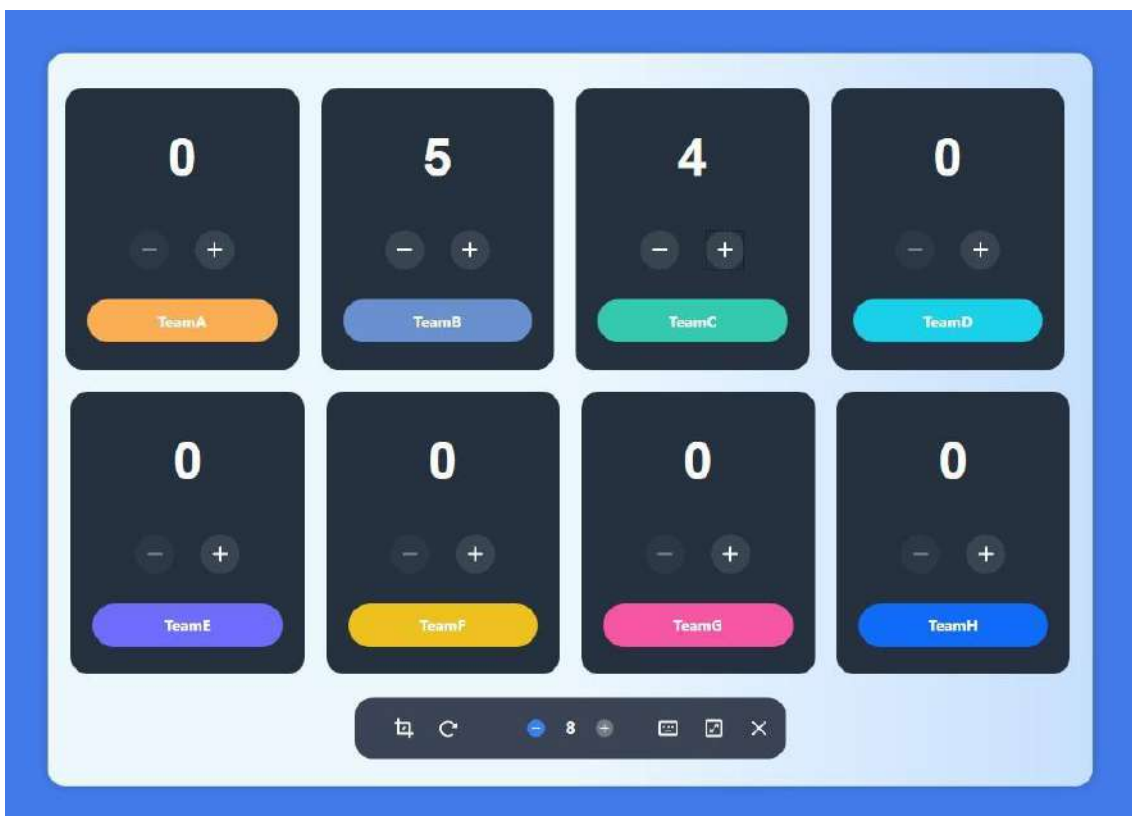 0 5 4 0
− + − + − + − +
TeamA TeamB TeamC TeamD
0 0 0 0
− + − + − + − +
TeamE TeamF TeamG TeamH
− 8 +